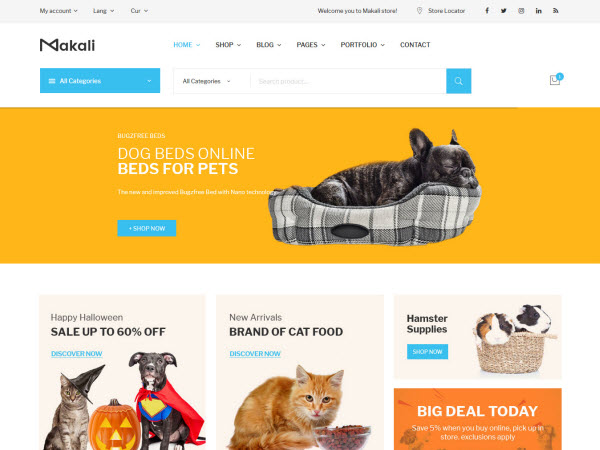 My account Lang Cur Welcome you to Makali store! Store Locator
Makali
HOME SHOP BLOG PAGES PORTFOLIO CONTACT
All Categories All Categories Search product...
BUGZFREE BEDS
DOG BEDS ONLINE
BEDS FOR PETS
The new and improved Bugzfree Bed with Nano technology
+ SHOP NOW
Happy Halloween
SALE UP TO 60% OFF
DISCOVER NOW
New Arrivals
BRAND OF CAT FOOD
DISCOVER NOW
Hamster
Supplies
SHOP NOW
BIG DEAL TODAY
Save 5% when you buy online, pick up in
store. exclusions apply